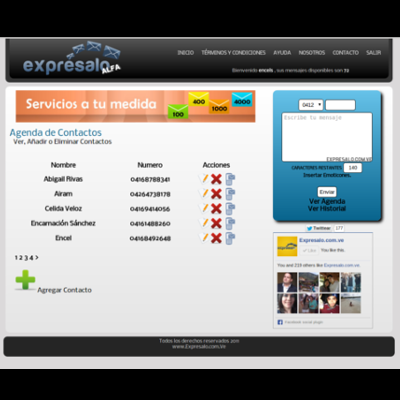 exprésalo
ALFA
INICIO TÉRMINOS Y CONDICIONES AYUDA NOSOTROS CONTACTO SALIR
Bienvenido encels , sus mensajes disponibles son 72
Servicios a tu medida
100 400 1000 4000
Agenda de Contactos
Ver, Añadir o Eliminar Contactos
Nombre Numero Acciones
Abigail Rivas 04168788341
Airam 04264738178
Celida Veloz 04169414056
Encarnación Sánchez 04161488260
Encel 04168492648
1 2 3 4 >
Agregar Contacto
0412
Escribe tu mensaje
EXPRESALO.COM.VE
CARACTERES RESTANTES 140
Insertar Emoticones.
Enviar
Ver Agenda
Ver Historial
Twittear 177
Expresalo.com.ve
Like You like this.
You and 219 others like Expresalo.com.ve
Facebook social plugin
Todos los derechos reservados 2011
www.Expresalo.com.Ve